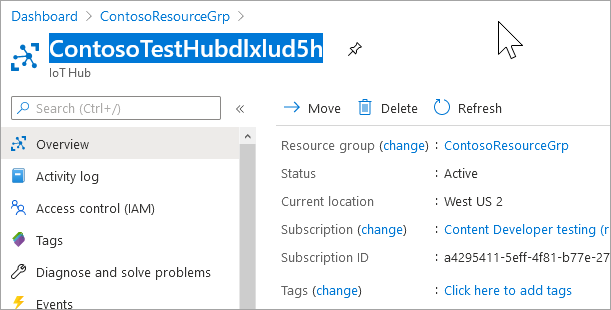 Dashboard > ContosoResourceGrp >
ContosoTestHubdlxlud5h
IoT Hub
Search (Ctrl+/)
«
Move Delete Refresh
Overview
Activity log
Access control (IAM)
Tags
Diagnose and solve problems
Events
Resource group (change) : ContosoResourceGrp
Status : Active
Current location : West US 2
Subscription (change) : Content Developer testing (r
Subscription ID : a4295411-5eff-4f81-b77e-27
Tags (change) : Click here to add tags